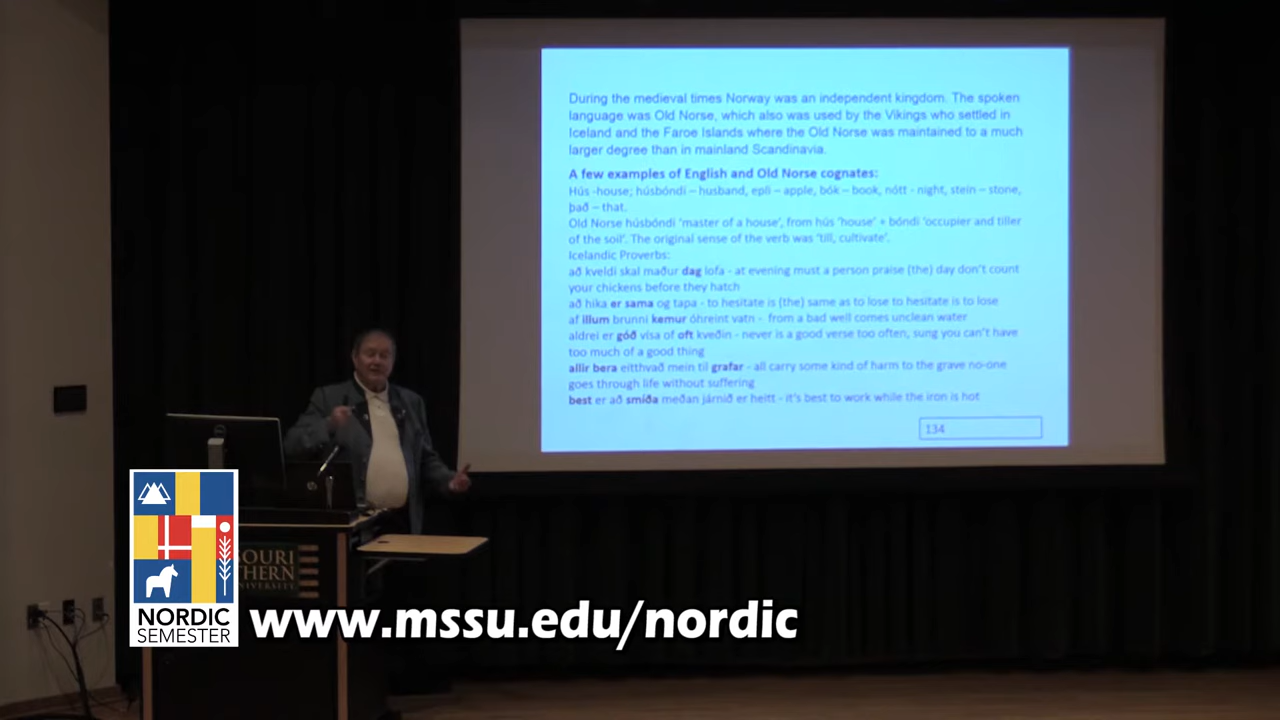 During the medieval times Norway was an independent kingdom. The spoken
language was Old Norse, which also was used by the Vikings who settled in
Iceland and the Faroe Islands where the Old Norse was maintained to a much
larger degree than in mainland Scandinavia.
A few examples of English and Old Norse cognates:
Hús -house; húsbóndi – husband, epli – apple, bók – book, nótt - night, stein – stone,
það – that.
Old Norse húsbóndi ‘master of a house’, from hús ‘house’ + bóndi ‘occupier and tiller
of the soil’. The original sense of the verb was ‘till, cultivate’.
Icelandic Proverbs:
að kveldi skal maður dag lofa - at evening must a person praise (the) day don't count
your chickens before they hatch
að hika er sama og tapa - to hesitate is (the) same as to lose to hesitate is to lose
af illum brunni kemur óhreint vatn - from a bad well comes unclean water
aldrei er góð vísa of oft kveðin - never is a good verse too often, sung you can't have
too much of a good thing
allir bera eitthvað mein til grafar - all carry some kind of harm to the grave no-one
goes through life without suffering
best er að smíða meðan járnið er heitt - it's best to work while the iron is hot
134
OURI
THERN
IVERSITY
NORDIC
SEMESTER
www.mssu.edu/nordic